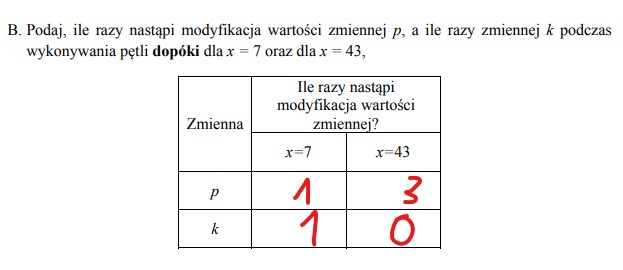 B. Podaj, ile razy nastąpi modyfikacja wartości zmiennej p, a ile razy zmiennej k podczas
wykonywania pętli dopóki dla x = 7 oraz dla x = 43,
Zmienna
Ile razy nastąpi
modyfikacja wartości
zmiennej?
x=7 x=43
p 1 3
k 1 0